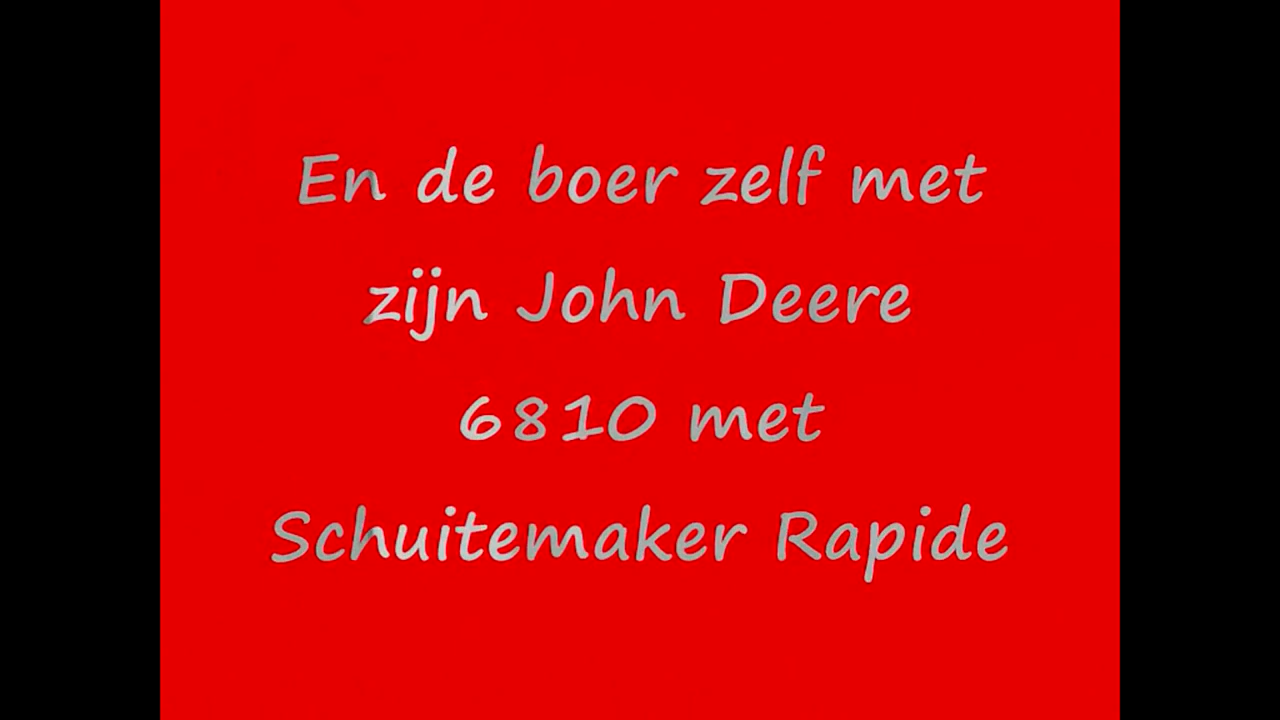 En de boer zelf met
zijn John Deere
6810 met
Schuitemaker Rapide